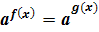 a^{f(x)} = a^{g(x)}